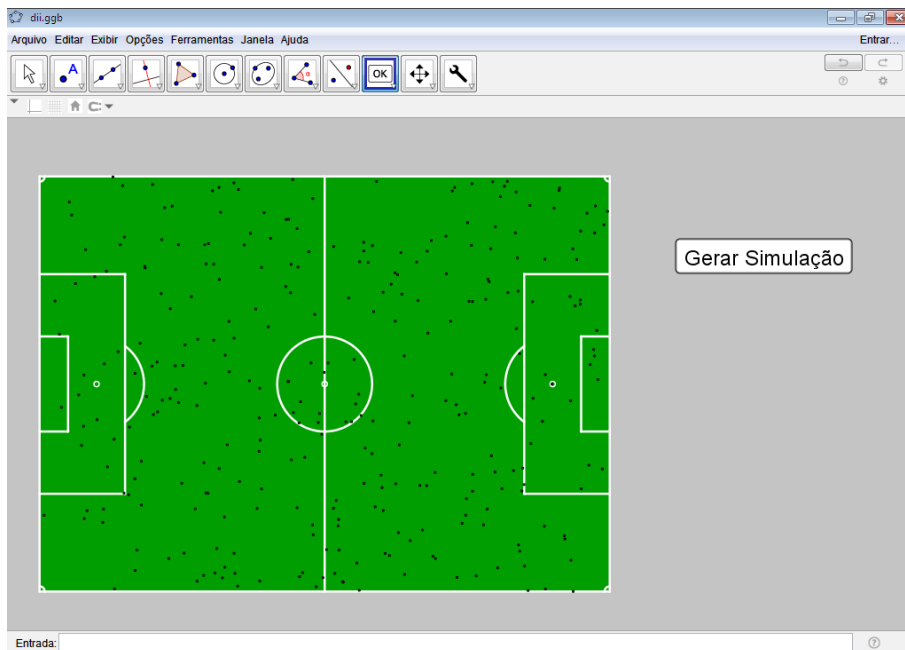 dii.ggb
Arquivo Editar Exibir Opções Ferramentas Janela Ajuda
Entrar...
A
α
OK
Gerar Simulação
Entrada: